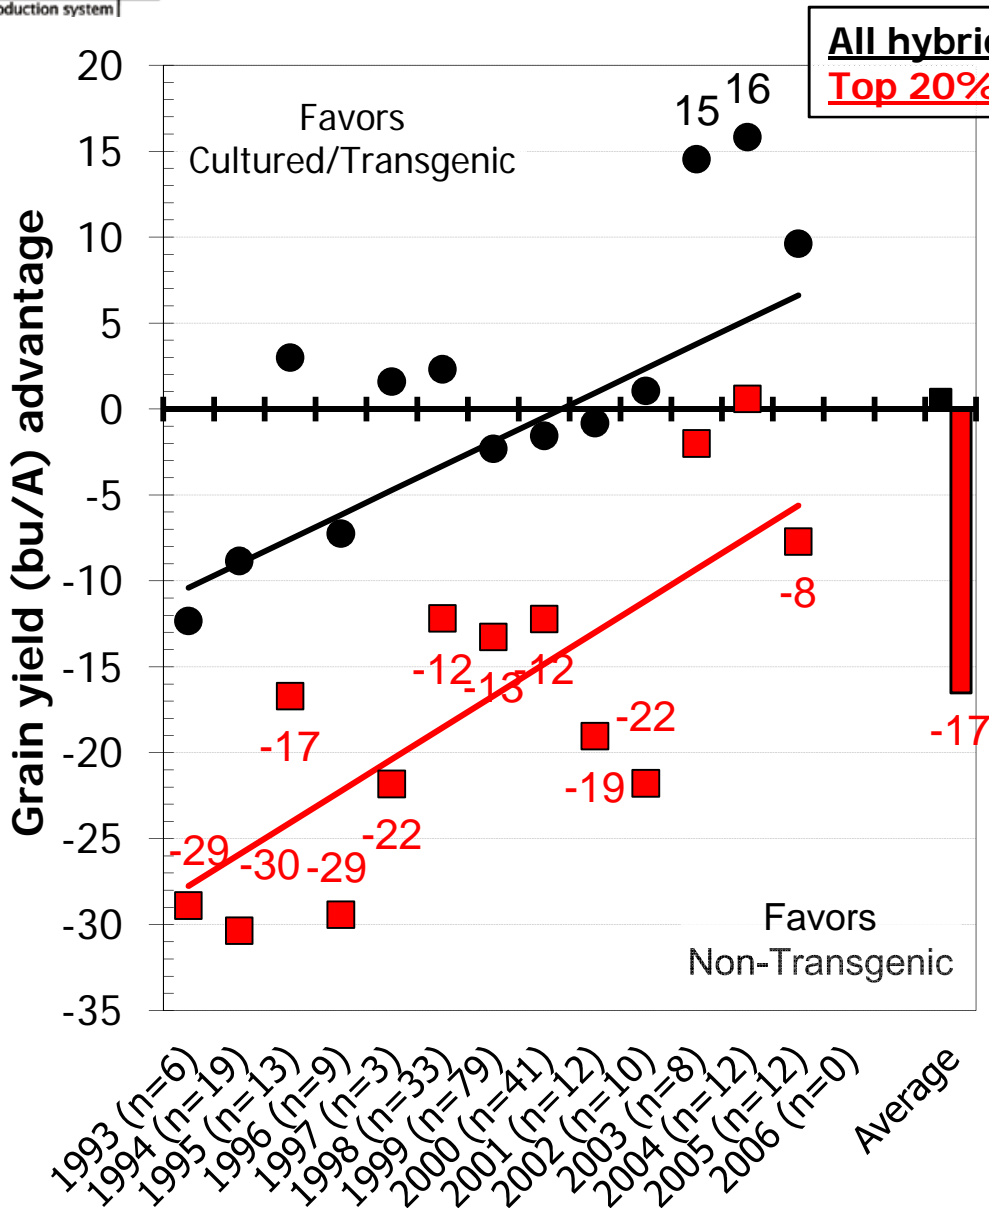 production system
All hybrid
Top 20%
20
15
10
5
0
-5
-10
-15
-20
-25
-30
-35
Grain yield (bu/A) advantage
Favors
Cultured/Transgenic
15
16
-8
-12
-13
-12
-17
-22
-19
-17
-22
-29
-30
-29
Favors
Non-Transgenic
1993 (n=6)
1994 (n=19)
1995 (n=13)
1996 (n=9)
1997 (n=3)
1998 (n=33)
1999 (n=79)
2000 (n=41)
2001 (n=12)
2002 (n=10)
2003 (n=8)
2004 (n=12)
2005 (n=12)
2006 (n=0)
Average